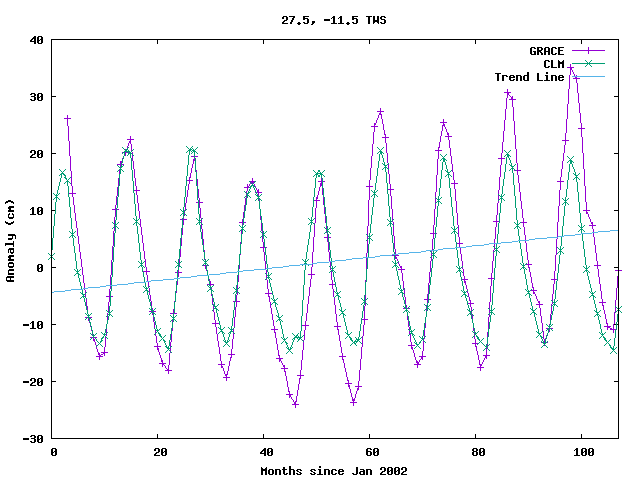 27.5, -11.5 TWS
GRACE
CLM
Trend Line
40
30
20
10
0
-10
-20
-30
Anomaly (cm)
0 20 40 60 80 100
Months since Jan 2002